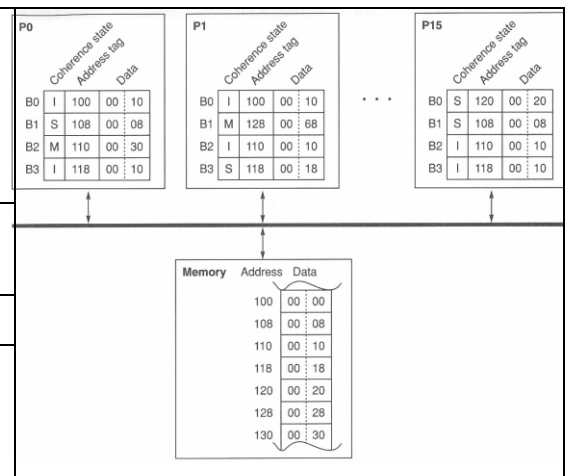 P0
Coherence state
Address tag
Data
B0 I 100 00 10
B1 S 108 00 08
B2 M 110 00 30
B3 I 118 00 10
P1
Coherence state
Address tag
Data
B0 I 100 00 10
B1 M 128 00 68
B2 I 110 00 10
B3 S 118 00 18
. . .
P15
Coherence state
Address tag
Data
B0 S 120 00 20
B1 S 108 00 08
B2 I 110 00 10
B3 I 118 00 10
Memory Address Data
100 00 00
108 00 08
110 00 10
118 00 18
120 00 20
128 00 28
130 00 30